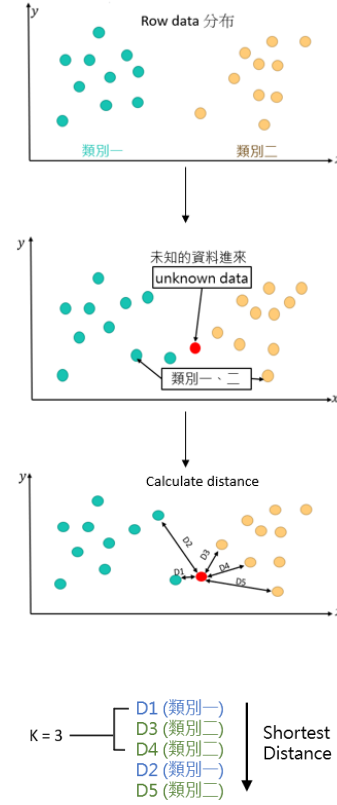 y
Row data 分布
類別一
類別二
x
y
未知的資料進來
unknown data
類別一、二
x
y
Calculate distance
D2
D3
D1
D4
D5
x
K = 3
D1 (類別一)
D3 (類別二)
D4 (類別二)
D2 (類別一)
D5 (類別二)
Shortest
Distance